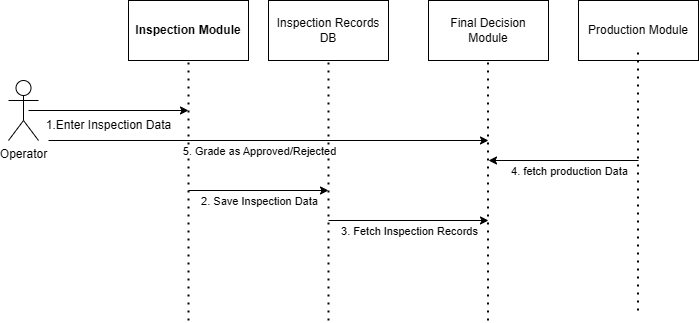 Inspection Module
Inspection Records
DB
Final Decision
Module
Production Module
1.Enter Inspection Data
Operator
5. Grade as Approved/Rejected
4. fetch production Data
2. Save Inspection Data
3. Fetch Inspection Records